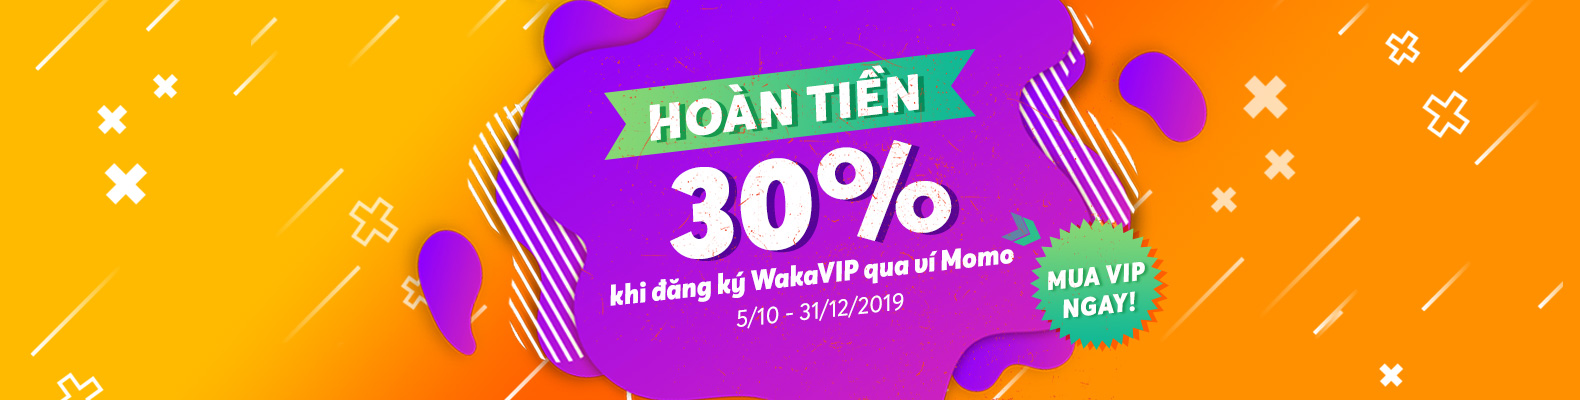 HOÀN TIỀN
30%
khi đăng ký WakaVIP qua ví Momo
5/10 - 31/12/2019
MUA VIP
NGAY!